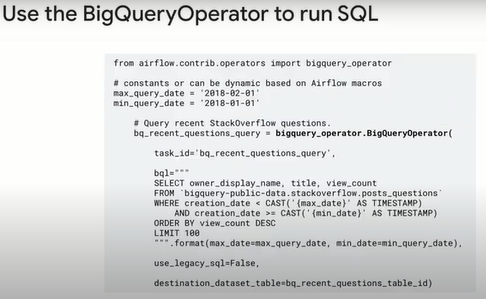 Use the BigQueryOperator to run SQL
from airflow.contrib.operators import bigquery_operator
# constants or can be dynamic based on Airflow macros
max_query_date = '2018-02-01'
min_query_date = '2018-01-01'
# Query recent StackOverflow questions.
bq_recent_questions_query = bigquery_operator.BigQueryOperator(
task_id='bq_recent_questions_query',
bql="""
SELECT owner_display_name, title, view_count
FROM `bigquery-public-data.stackoverflow.posts_questions`
WHERE creation_date < CAST('{max_date}' AS TIMESTAMP)
AND creation_date >= CAST('{min_date}' AS TIMESTAMP)
ORDER BY view_count DESC
LIMIT 100
""".format(max_date=max_query_date, min_date=min_query_date),
use_legacy_sql=False,
destination_dataset_table=bq_recent_questions_table_id)